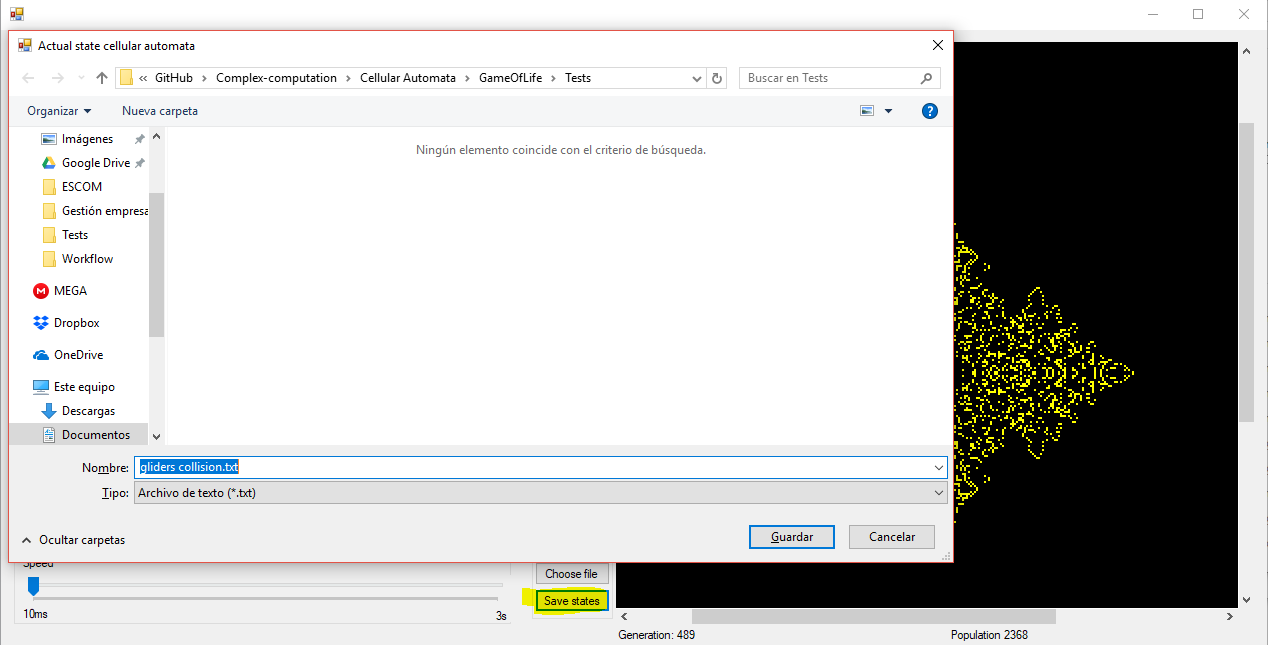 Actual state cellular automata
« GitHub › Complex-computation › Cellular Automata › GameOfLife › Tests
Buscar en Tests
Organizar
Nueva carpeta
?
Imágenes
Google Drive
ESCOM
Gestión empresa
Tests
Workflow
MEGA
Dropbox
OneDrive
Este equipo
Descargas
Documentos
Ningún elemento coincide con el criterio de búsqueda.
Nombre: gliders collision.txt
Tipo: Archivo de texto (*.txt)
Ocultar carpetas
Guardar
Cancelar
Speed
10ms
3s
Choose file
Save states
Generation: 489
Population 2368